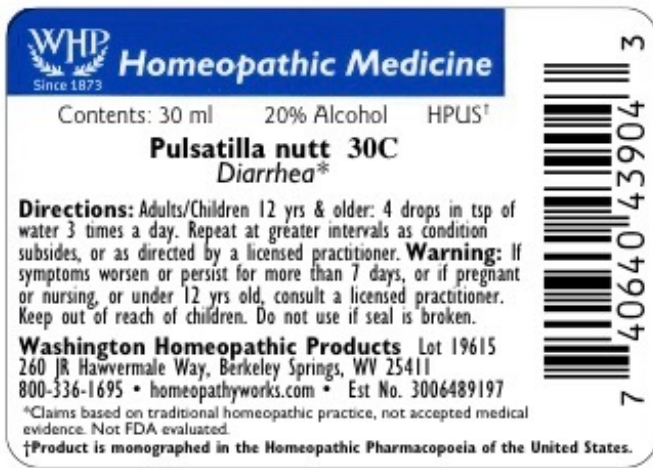 WHP
Since 1873
Homeopathic Medicine
Contents: 30 ml 20% Alcohol HPUS†
Pulsatilla nutt 30C
Diarrhea*
Directions: Adults/Children 12 yrs & older: 4 drops in tsp of
water 3 times a day. Repeat at greater intervals as condition
subsides, or as directed by a licensed practitioner. Warning: If
symptoms worsen or persist for more than 7 days, or if pregnant
or nursing, or under 12 yrs old, consult a licensed practitioner.
Keep out of reach of children. Do not use if seal is broken.
Washington Homeopathic Products Lot 19615
260 JR Hawvermale Way, Berkeley Springs, WV 25411
800-336-1695 • homeopathyworks.com • Est No. 3006489197
*Claims based on traditional homeopathic practice, not accepted medical
evidence. Not FDA evaluated.
†Product is monographed in the Homeopathic Pharmacopoeia of the United States.
7 40640 43904 3